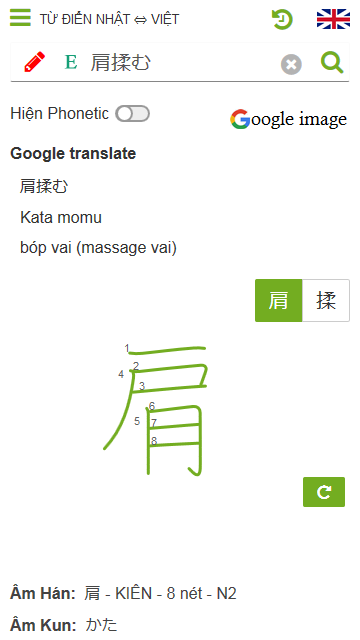 TỪ ĐIỂN NHẬT ⇔ VIỆT
E 肩揉む
Hiện Phonetic
Google image
Google translate
肩揉む
Kata momu
bóp vai (massage vai)
肩 揉
1
2
4
3
6
5
7
8
Âm Hán: 肩 - KIÊN - 8 nét - N2
Âm Kun: かた